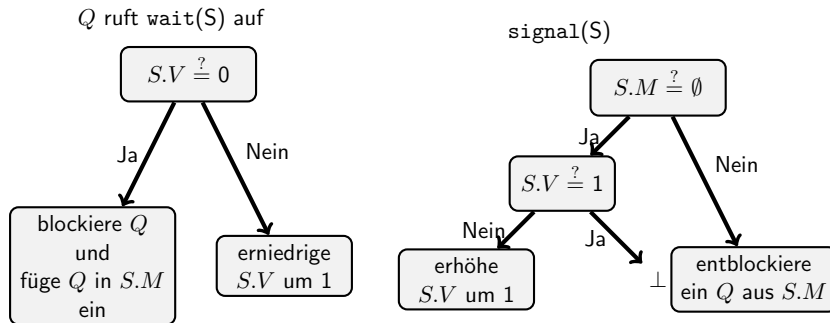 Q ruft wait(S) auf
S.V ≟ 0
Ja
Nein
blockiere Q
und
füge Q in S.M
ein
erniedrige
S.V um 1
signal(S)
S.M ≟ ∅
Ja
Nein
S.V ≟ 1
Nein
Ja
erhöhe
S.V um 1
⊥
entblockiere
ein Q aus S.M